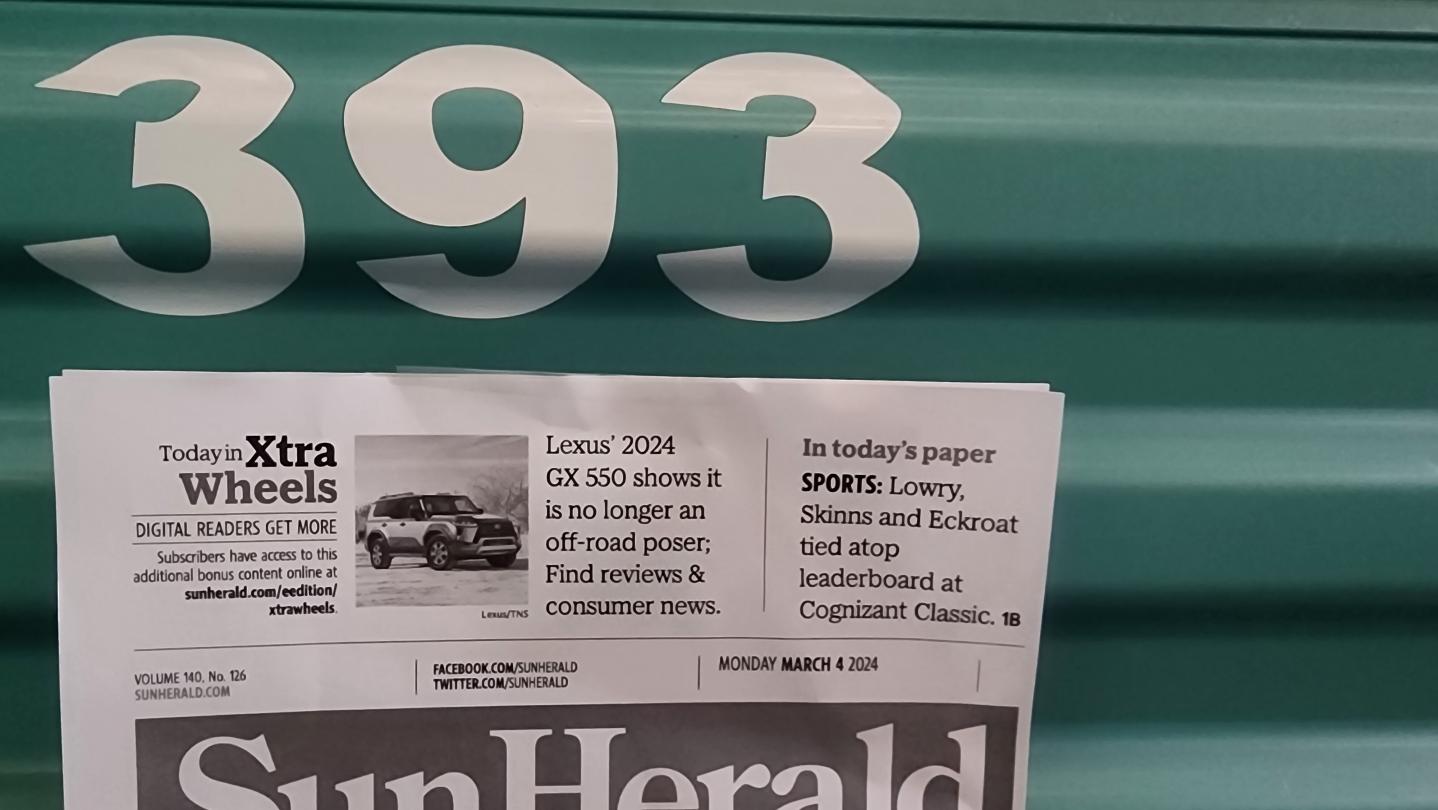 393
Today in Xtra
Wheels
DIGITAL READERS GET MORE
Subscribers have access to this
additional bonus content online at
sunherald.com/eedition/
xtrawheels.
Lexus/TNS
Lexus’ 2024
GX 550 shows it
is no longer an
off-road poser;
Find reviews &
consumer news.
In today’s paper
SPORTS: Lowry,
Skinns and Eckroat
tied atop
leaderboard at
Cognizant Classic. 1B
VOLUME 140, No. 126
SUNHERALD.COM
FACEBOOK.COM/SUNHERALD
TWITTER.COM/SUNHERALD
MONDAY MARCH 4 2024
Sun Herald